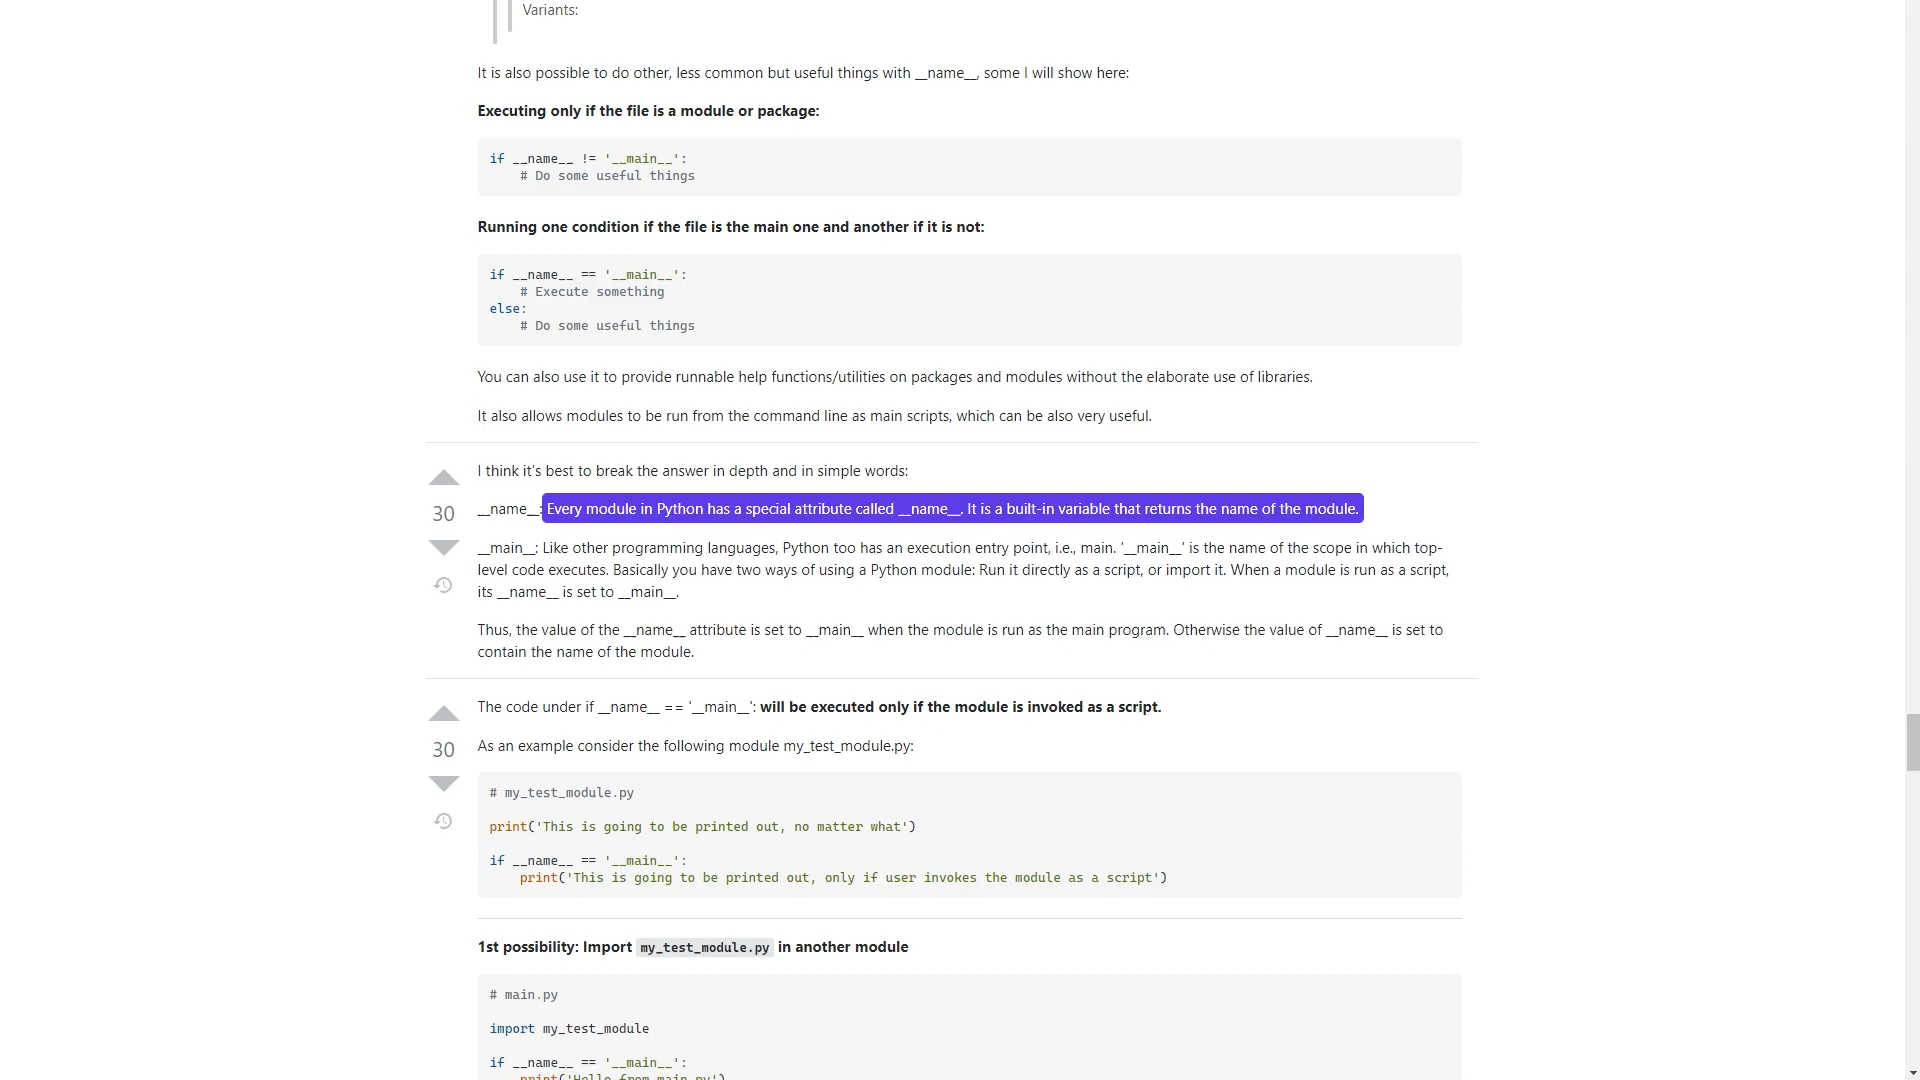 Variants:
It is also possible to do other, less common but useful things with __name__, some I will show here:
Executing only if the file is a module or package:
if __name__ != '__main__':
    # Do some useful things
Running one condition if the file is the main one and another if it is not:
if __name__ == '__main__':
    # Execute something
else:
    # Do some useful things
You can also use it to provide runnable help functions/utilities on packages and modules without the elaborate use of libraries.
It also allows modules to be run from the command line as main scripts, which can be also very useful.
I think it's best to break the answer in depth and in simple words:
30
__name__: Every module in Python has a special attribute called __name__. It is a built-in variable that returns the name of the module.
__main__: Like other programming languages, Python too has an execution entry point, i.e., main. '__main__' is the name of the scope in which top-
level code executes. Basically you have two ways of using a Python module: Run it directly as a script, or import it. When a module is run as a script,
its __name__ is set to __main__.
Thus, the value of the __name__ attribute is set to __main__ when the module is run as the main program. Otherwise the value of __name__ is set to
contain the name of the module.
The code under if __name__ == '__main__': will be executed only if the module is invoked as a script.
30
As an example consider the following module my_test_module.py:
# my_test_module.py
print('This is going to be printed out, no matter what')
if __name__ == '__main__':
    print('This is going to be printed out, only if user invokes the module as a script')
1st possibility: Import my_test_module.py in another module
# main.py
import my_test_module
if __name__ == '__main__':
    print('Hello from main.py')